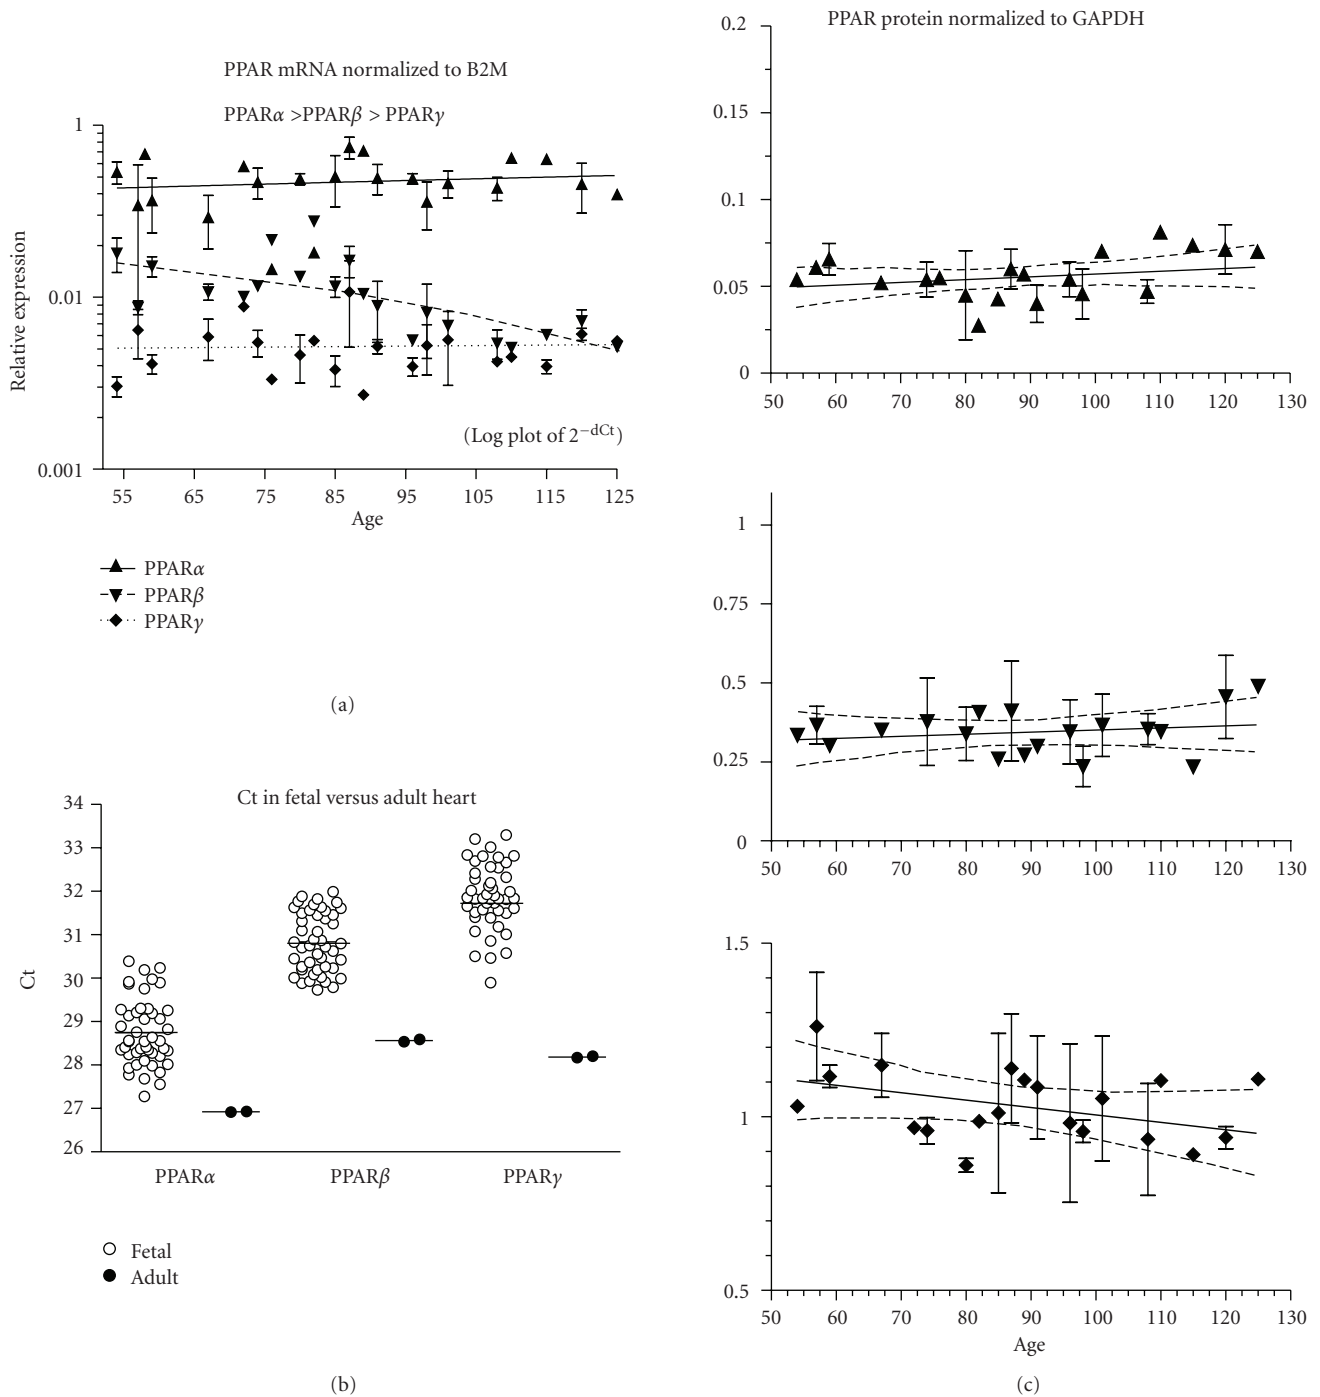 PPAR mRNA normalized to B2M
PPARα >PPARβ > PPARγ
1
0.1
0.01
0.001
Relative expression
(Log plot of 2−dCt)
55 65 75 85 95 105 115 125
Age
PPARα
PPARβ
PPARγ
(a)
Ct in fetal versus adult heart
34
33
32
31
30
29
28
27
26
Ct
PPARα PPARβ PPARγ
Fetal
Adult
(b)
PPAR protein normalized to GAPDH
0.2
0.15
0.1
0.05
0
50 60 70 80 90 100 110 120 130
1
0.75
0.5
0.25
0
50 60 70 80 90 100 110 120 130
1.5
1
0.5
50 60 70 80 90 100 110 120 130
Age
(c)